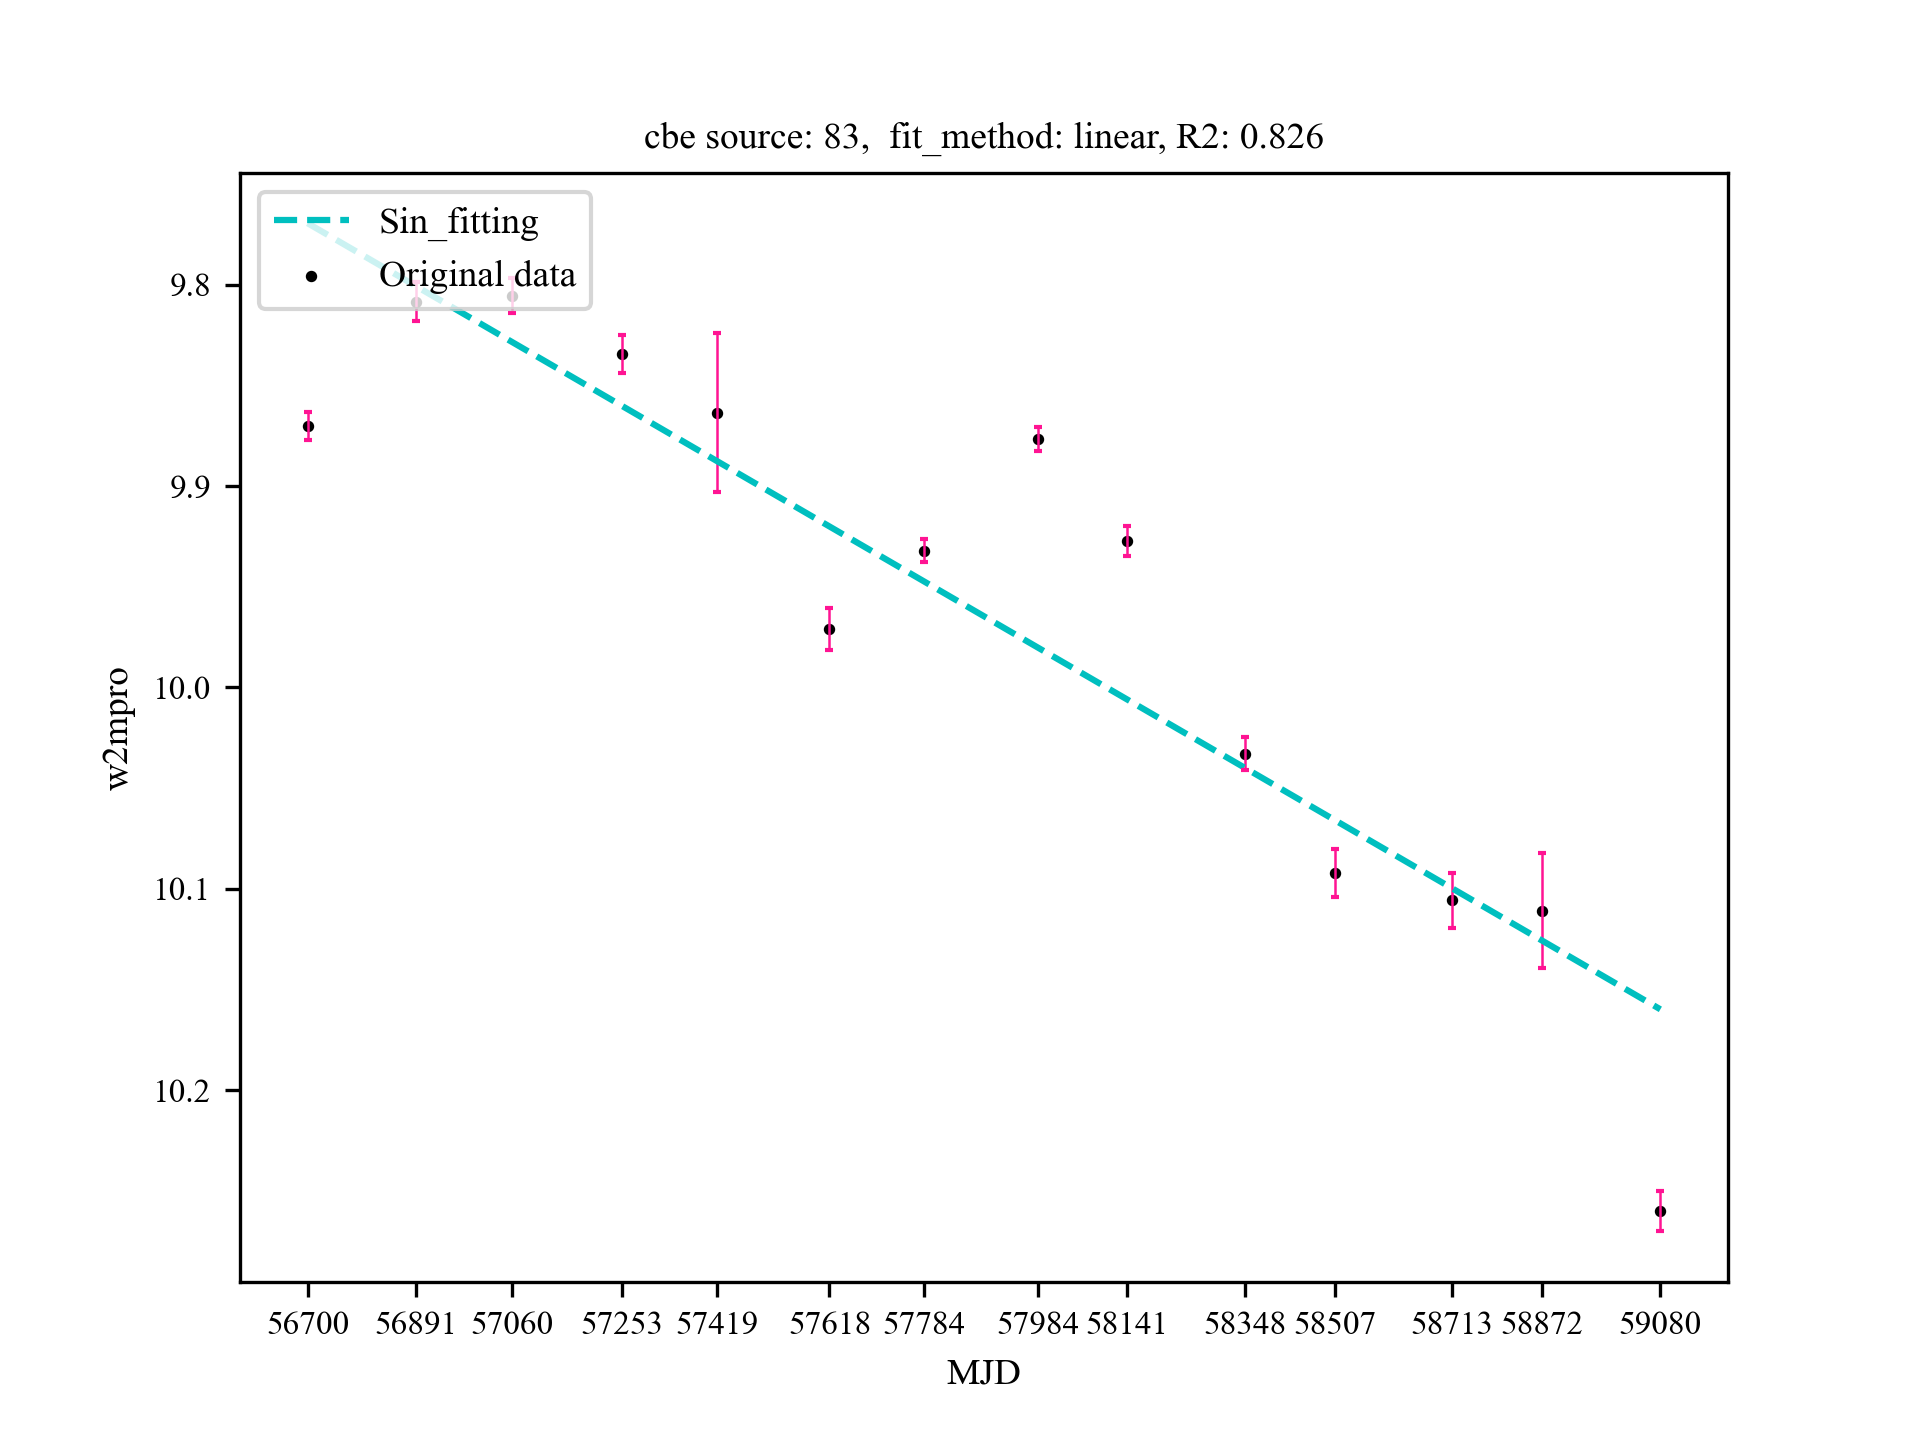 cbe source: 83,  fit_method: linear, R2: 0.826
Sin_fitting
Original data
9.8
9.9
10.0
10.1
10.2
w2mpro
56700 56891 57060 57253 57419 57618 57784 57984 58141 58348 58507 58713 58872 59080
MJD